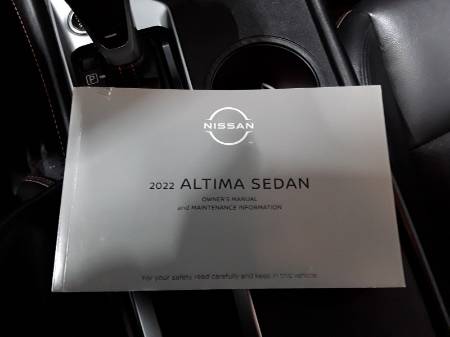 P
NISSAN
2022 ALTIMA SEDAN
OWNER'S MANUAL
and MAINTENANCE INFORMATION
For your safety read carefully and keep in this vehicle.